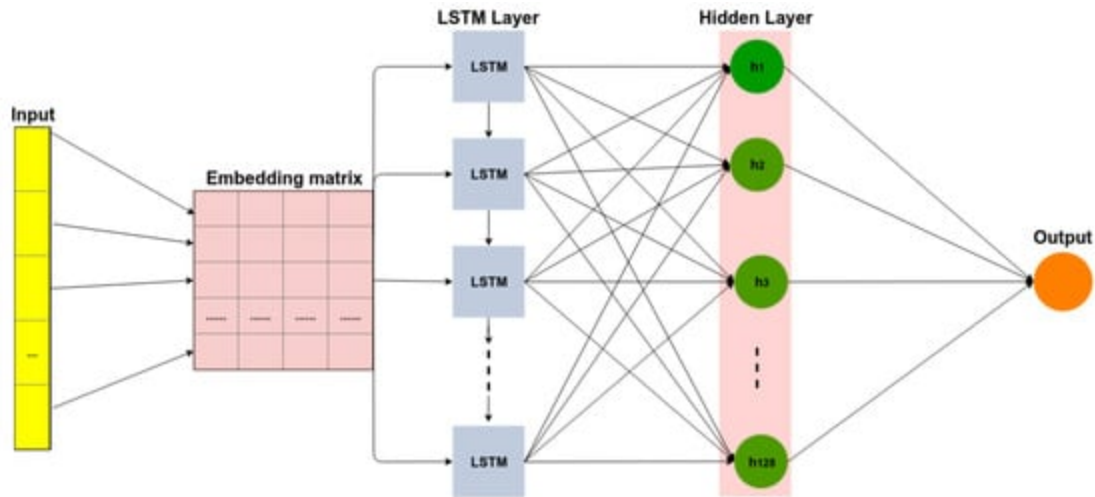 LSTM Layer
Hidden Layer
Input
Embedding matrix
Output
LSTM
LSTM
LSTM
LSTM
h1
h2
h3
h128
...
...... ...... ...... ......